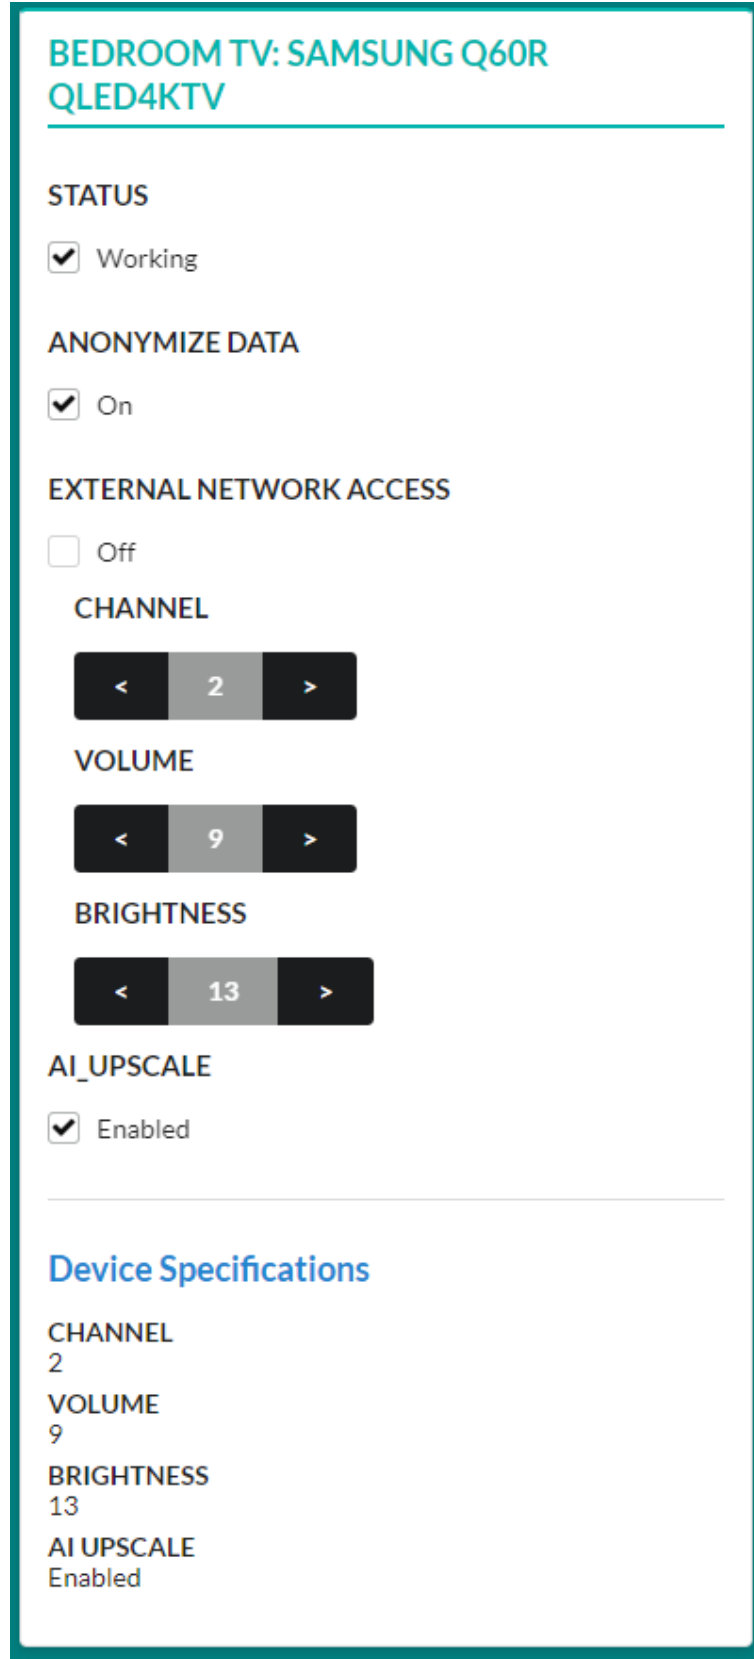 BEDROOM TV: SAMSUNG Q60R
QLED4KTV
STATUS
Working
ANONYMIZE DATA
On
EXTERNAL NETWORK ACCESS
Off
CHANNEL
< 2 >
VOLUME
< 9 >
BRIGHTNESS
< 13 >
AI_UPSCALE
Enabled
Device Specifications
CHANNEL
2
VOLUME
9
BRIGHTNESS
13
AI UPSCALE
Enabled